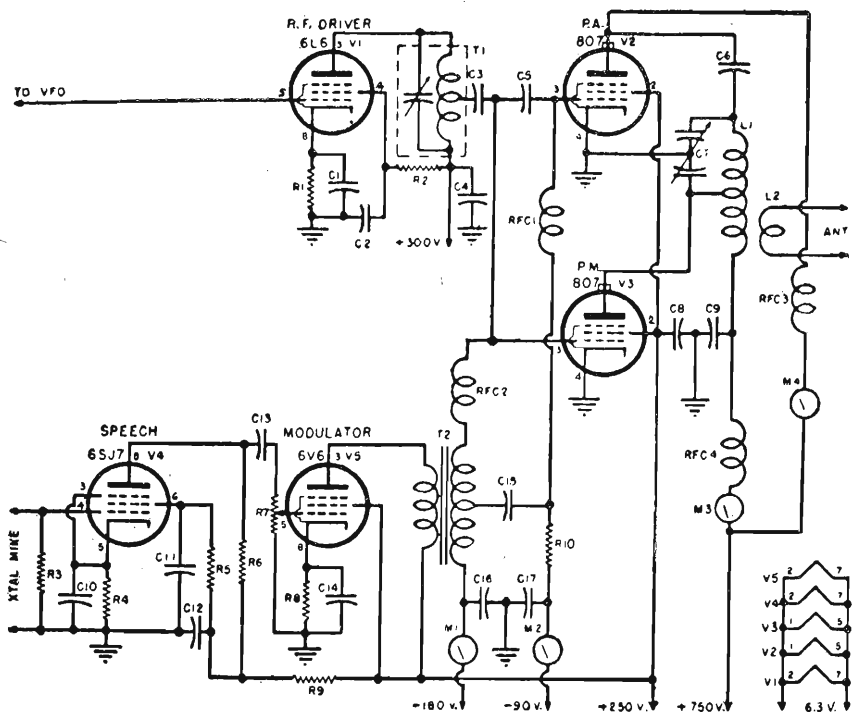 R.F. DRIVER
6L6 3 V1
TO VFO
5
4
8
R1
C1
C2
R2
T1
C3
C4
+300V.
C5
P.A.
807 V2
3
2
4
C6
C7
L1
L2
ANT
RFC1
RFC3
P.M.
807 V3
3
2
4
C8
C9
M4
RFC2
RFC4
M3
T2
C15
R10
C16
C17
M1
M2
SPEECH
6SJ7 8 V4
3
4
6
5
XTAL MIKE
R3
C10
R4
C11
C12
R5
R6
C13
R7
MODULATOR
6V6 3 V5
5
8
R8
C14
R9
V5 2 7
V4 2 7
V3 1 5
V2 1 5
V1 2 7
-180 V.
-90V.
+250 V.
+750V.
6.3 V.